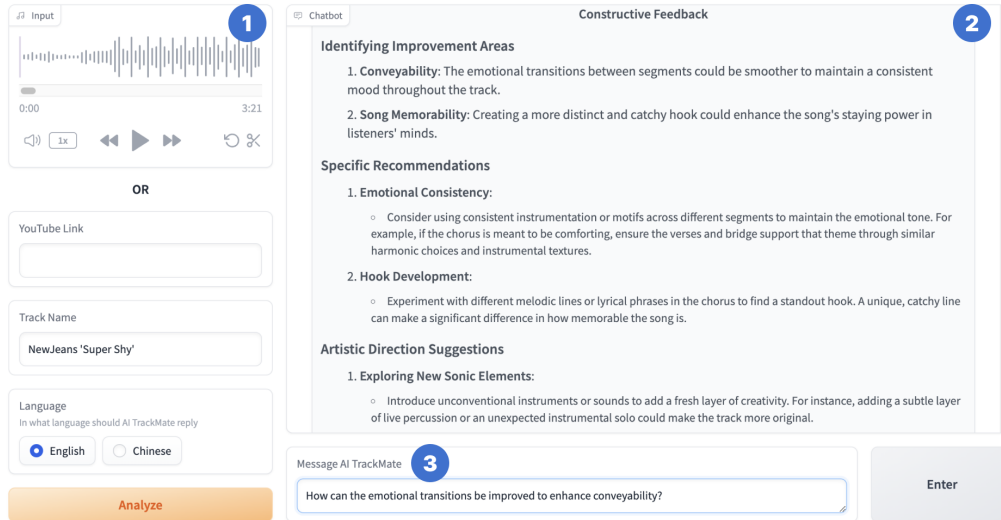 Input
1
0:00
3:21
1x
OR
YouTube Link
Track Name
NewJeans 'Super Shy'
Language
In what language should AI TrackMate reply
English
Chinese
Analyze
Chatbot
2
Constructive Feedback
Identifying Improvement Areas
1. Conveyability: The emotional transitions between segments could be smoother to maintain a consistent
mood throughout the track.
2. Song Memorability: Creating a more distinct and catchy hook could enhance the song's staying power in
listeners' minds.
Specific Recommendations
1. Emotional Consistency:
Consider using consistent instrumentation or motifs across different segments to maintain the emotional tone. For
example, if the chorus is meant to be comforting, ensure the verses and bridge support that theme through similar
harmonic choices and instrumental textures.
2. Hook Development:
Experiment with different melodic lines or lyrical phrases in the chorus to find a standout hook. A unique, catchy line
can make a significant difference in how memorable the song is.
Artistic Direction Suggestions
1. Exploring New Sonic Elements:
Introduce unconventional instruments or sounds to add a fresh layer of creativity. For instance, adding a subtle layer
of live percussion or an unexpected instrumental solo could make the track more original.
Message AI TrackMate
3
How can the emotional transitions be improved to enhance conveyability?
Enter